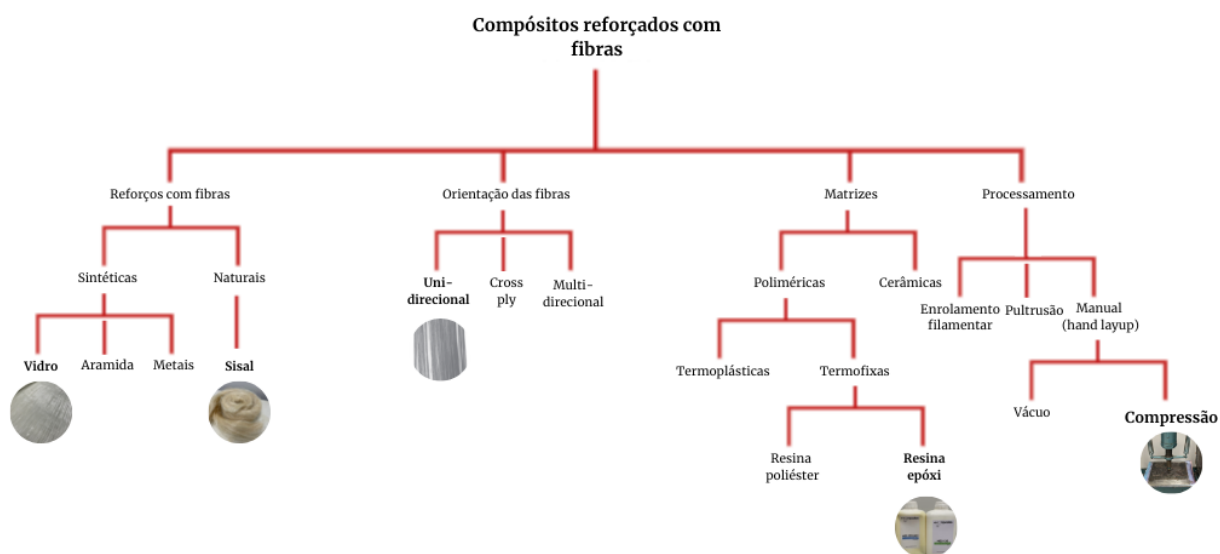 Compósitos reforçados com
fibras
Reforços com fibras
Orientação das fibras
Matrizes
Processamento
Sintéticas
Naturais
Uni-
direcional
Cross
ply
Multi-
direcional
Poliméricas
Cerâmicas
Enrolamento
filamentar
Pultrusão
Manual
(hand layup)
Vidro
Aramida
Metais
Sisal
Termoplásticas
Termofixas
Vácuo
Compressão
Resina
poliéster
Resina
epóxi